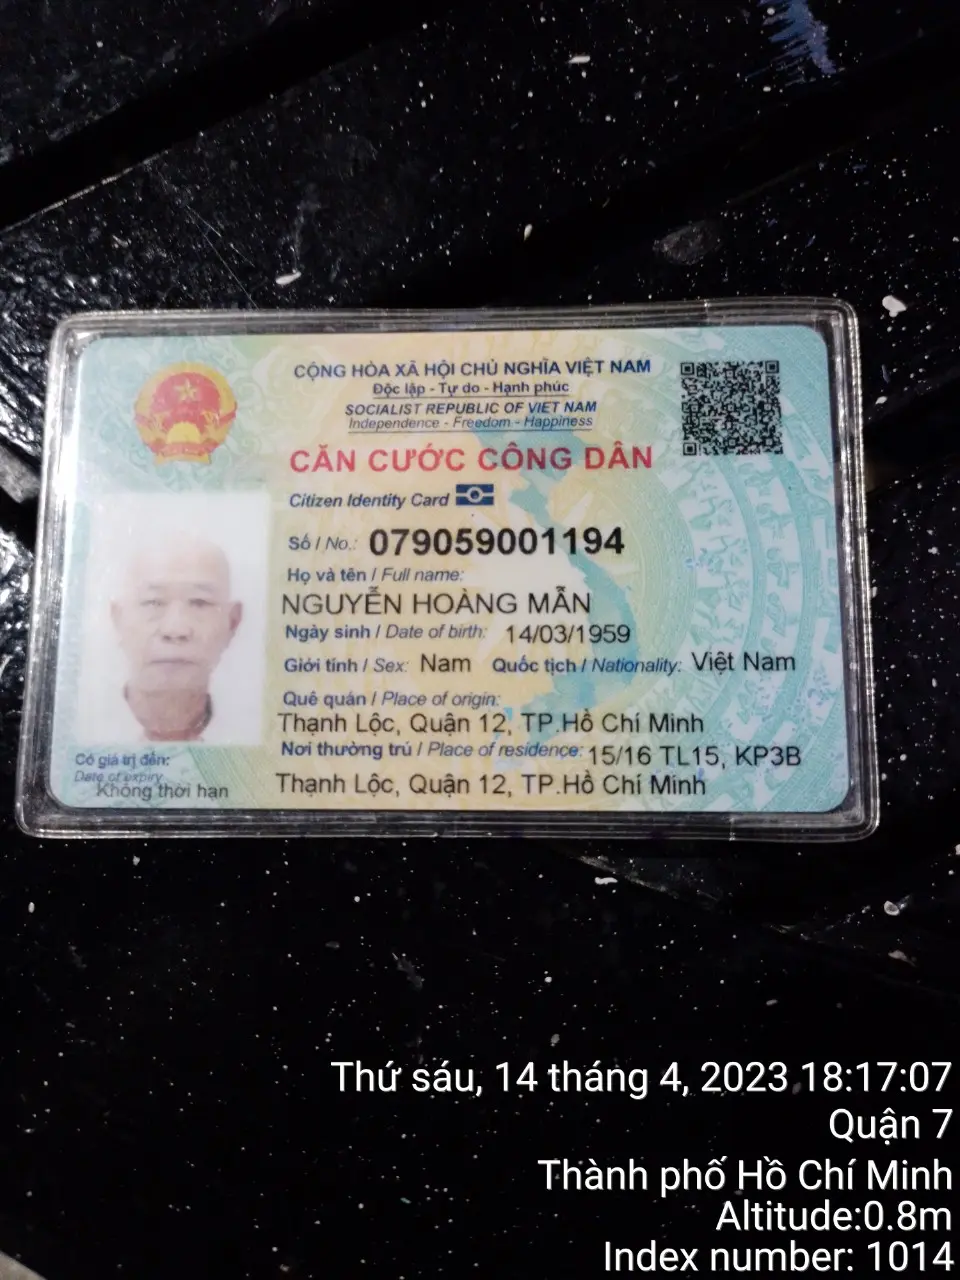 CỘNG HÒA XÃ HỘI CHỦ NGHĨA VIỆT NAM
Độc lập - Tự do - Hạnh phúc
SOCIALIST REPUBLIC OF VIET NAM
Independence - Freedom - Happiness
CĂN CƯỚC CÔNG DÂN
Citizen Identity Card
Số / No.: 079059001194
Họ và tên / Full name:
NGUYỄN HOÀNG MẪN
Ngày sinh / Date of birth: 14/03/1959
Giới tính / Sex: Nam Quốc tịch / Nationality: Việt Nam
Quê quán / Place of origin:
Thạnh Lộc, Quận 12, TP.Hồ Chí Minh
Nơi thường trú / Place of residence: 15/16 TL15, KP3B
Thạnh Lộc, Quận 12, TP.Hồ Chí Minh
Có giá trị đến:
Date of expiry
Không thời hạn
Thứ sáu, 14 tháng 4, 2023 18:17:07
Quận 7
Thành phố Hồ Chí Minh
Altitude:0.8m
Index number: 1014